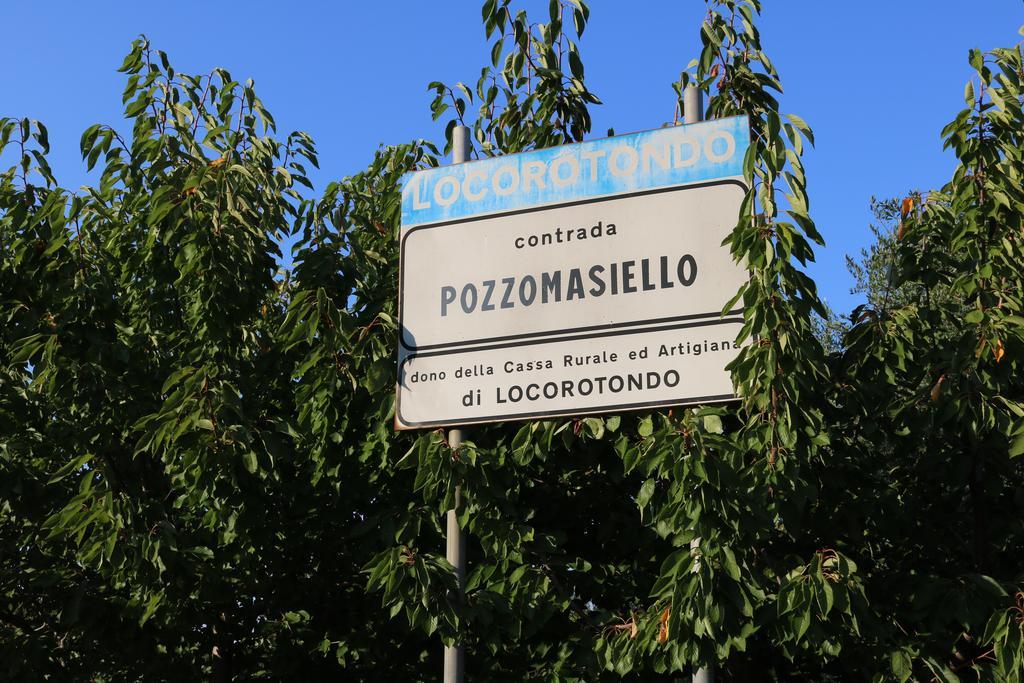 LOCOROTONDO
contrada
POZZOMASIELLO
dono della Cassa Rurale ed Artigiana
di LOCOROTONDO